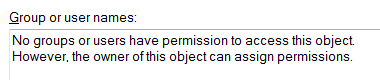 Group or user names:
No groups or users have permission to access this object.
However, the owner of this object can assign permissions.